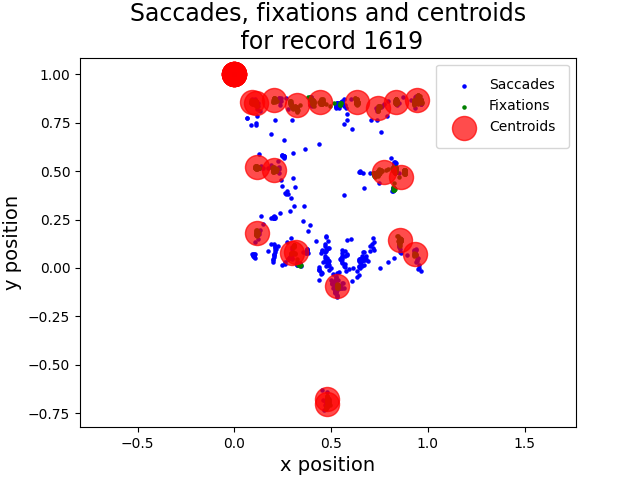 Saccades, fixations and centroids
for record 1619
Saccades
Fixations
Centroids
1.00
0.75
0.50
0.25
0.00
−0.25
−0.50
−0.75
y position
−0.5
0.0
0.5
1.0
1.5
x position